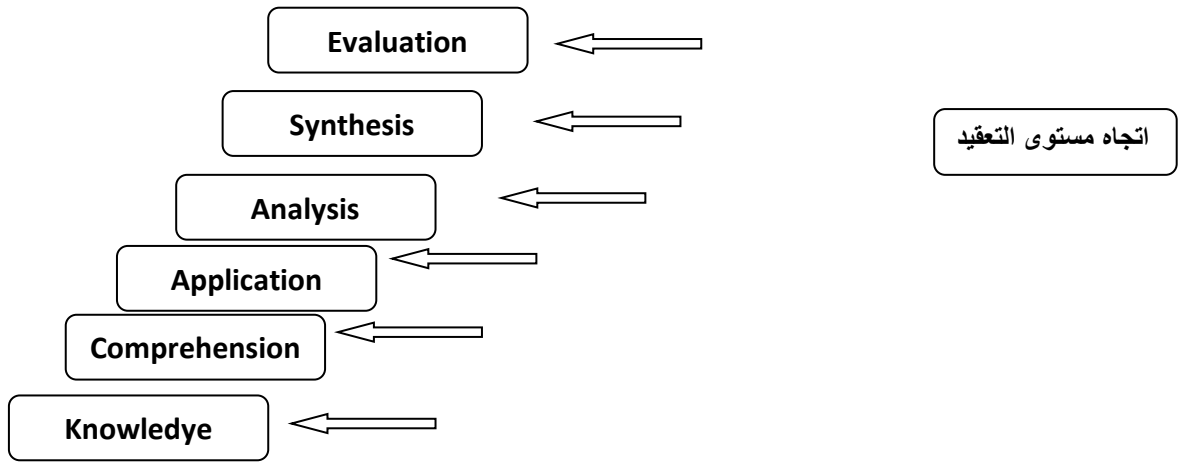 Evaluation
Synthesis
اتجاه مستوى التعقيد
Analysis
Application
Comprehension
Knowledye